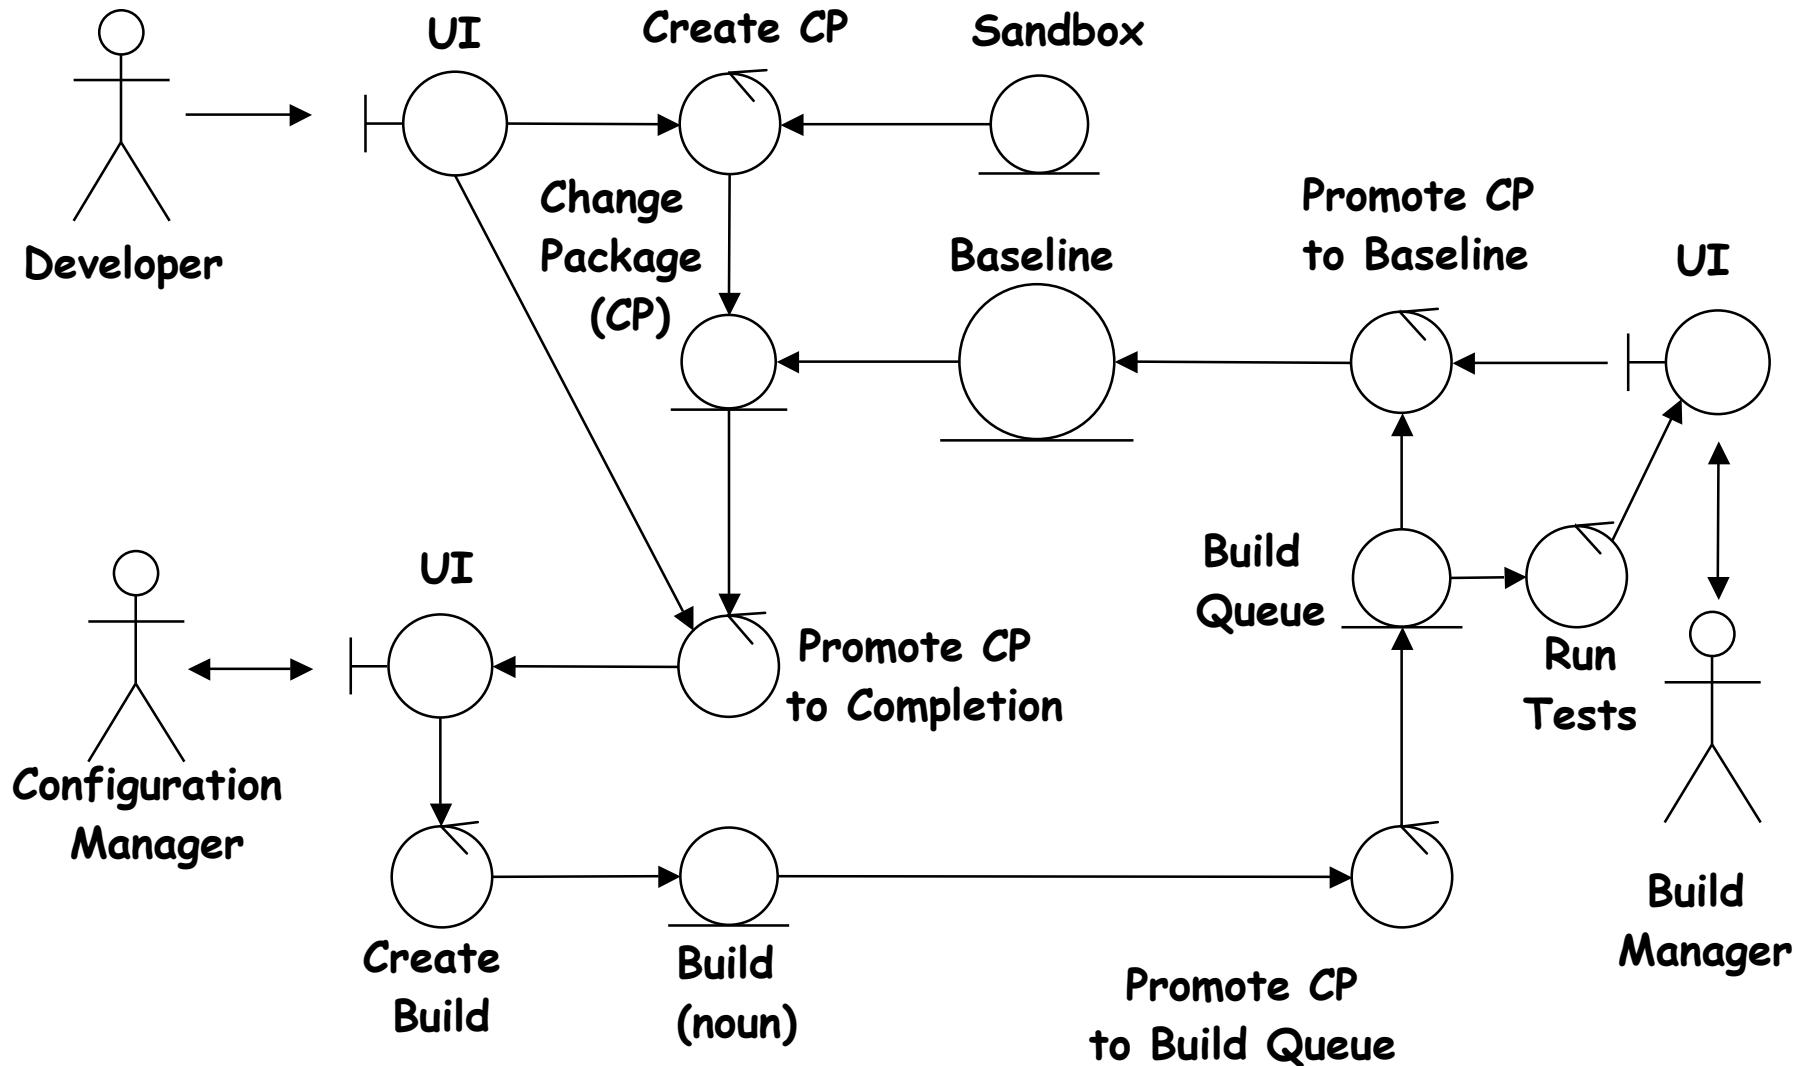 UI
Create CP
Sandbox
Developer
Change
Package
(CP)
Baseline
Promote CP
to Baseline
UI
Configuration
Manager
UI
Promote CP
to Completion
Build
Queue
Run
Tests
Build
Manager
Create
Build
Build
(noun)
Promote CP
to Build Queue